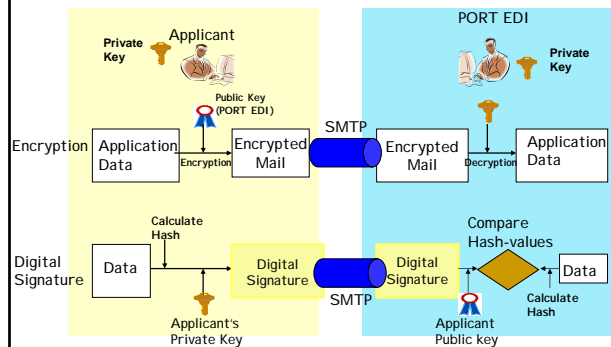 PORT EDI
Applicant
Private
Key
Private
Key
Public Key
(PORT EDI)
SMTP
Encryption
Application
Data
Encryption
Encrypted
Mail
Encrypted
Mail
Decryption
Application
Data
Calculate
Hash
Compare
Hash-values
Digital
Signature
Data
Digital
Signature
SMTP
Digital
Signature
Data
Calculate
Hash
Applicant's
Private Key
Applicant
Public key